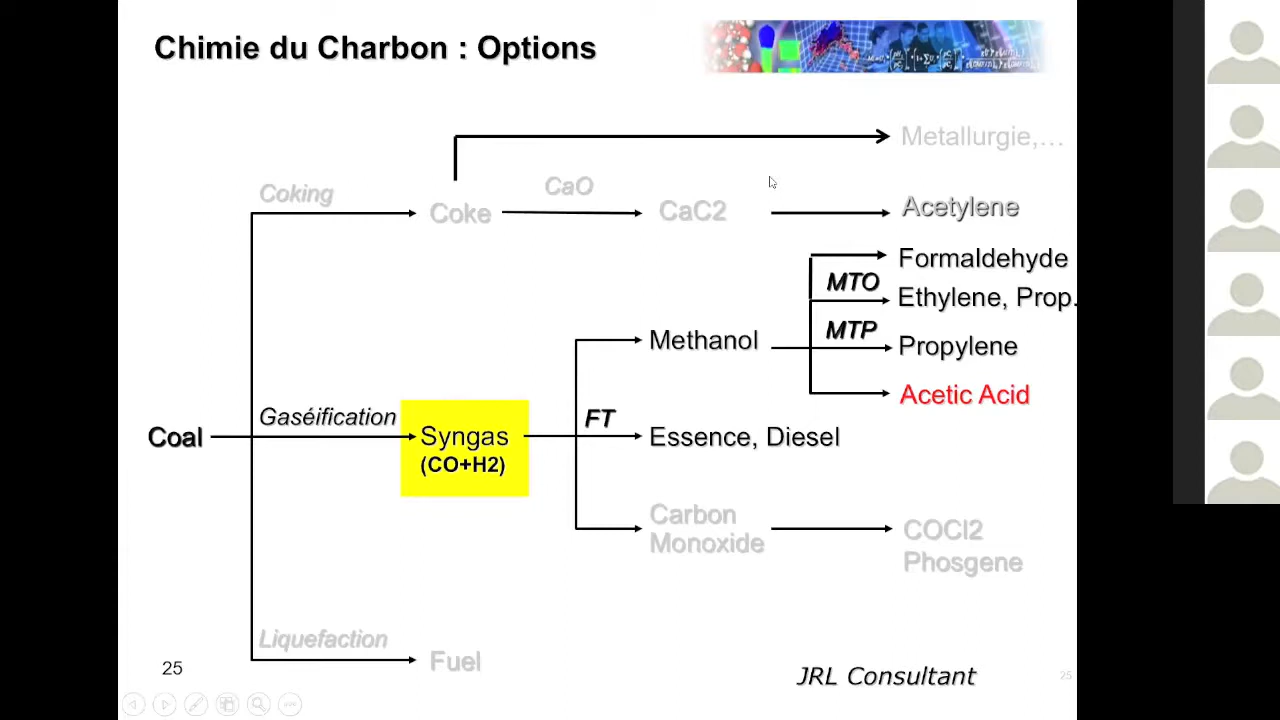 Chimie du Charbon : Options
Metallurgie,…
Coking
CaO
Coke
CaC2
Acetylene
Formaldehyde
MTO
Ethylene, Prop.
MTP
Methanol
Propylene
Acetic Acid
Gaséification
FT
Coal
Syngas
(CO+H2)
Essence, Diesel
Carbon
Monoxide
COCl2
Phosgene
Liquefaction
Fuel
25
JRL Consultant
25